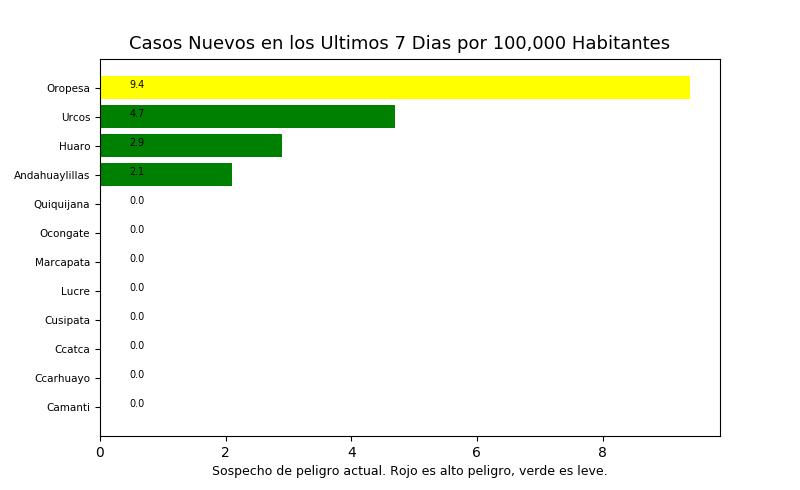 Casos Nuevos en los Ultimos 7 Dias por 100,000 Habitantes
Oropesa 9.4
Urcos 4.7
Huaro 2.9
Andahuaylillas 2.1
Quiquijana 0.0
Ocongate 0.0
Marcapata 0.0
Lucre 0.0
Cusipata 0.0
Ccatca 0.0
Ccarhuayo 0.0
Camanti 0.0
0 2 4 6 8
Sospecho de peligro actual. Rojo es alto peligro, verde es leve.